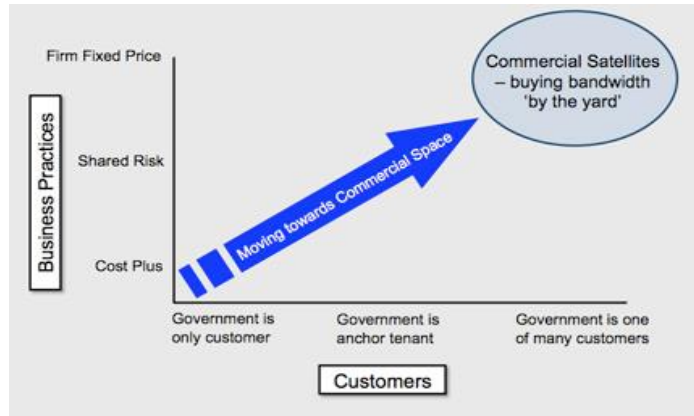 Firm Fixed Price
Commercial Satellites
– buying bandwidth
'by the yard'
Business Practices
Shared Risk
Moving towards Commercial Space
Cost Plus
Government is
only customer
Government is
anchor tenant
Government is one
of many customers
Customers